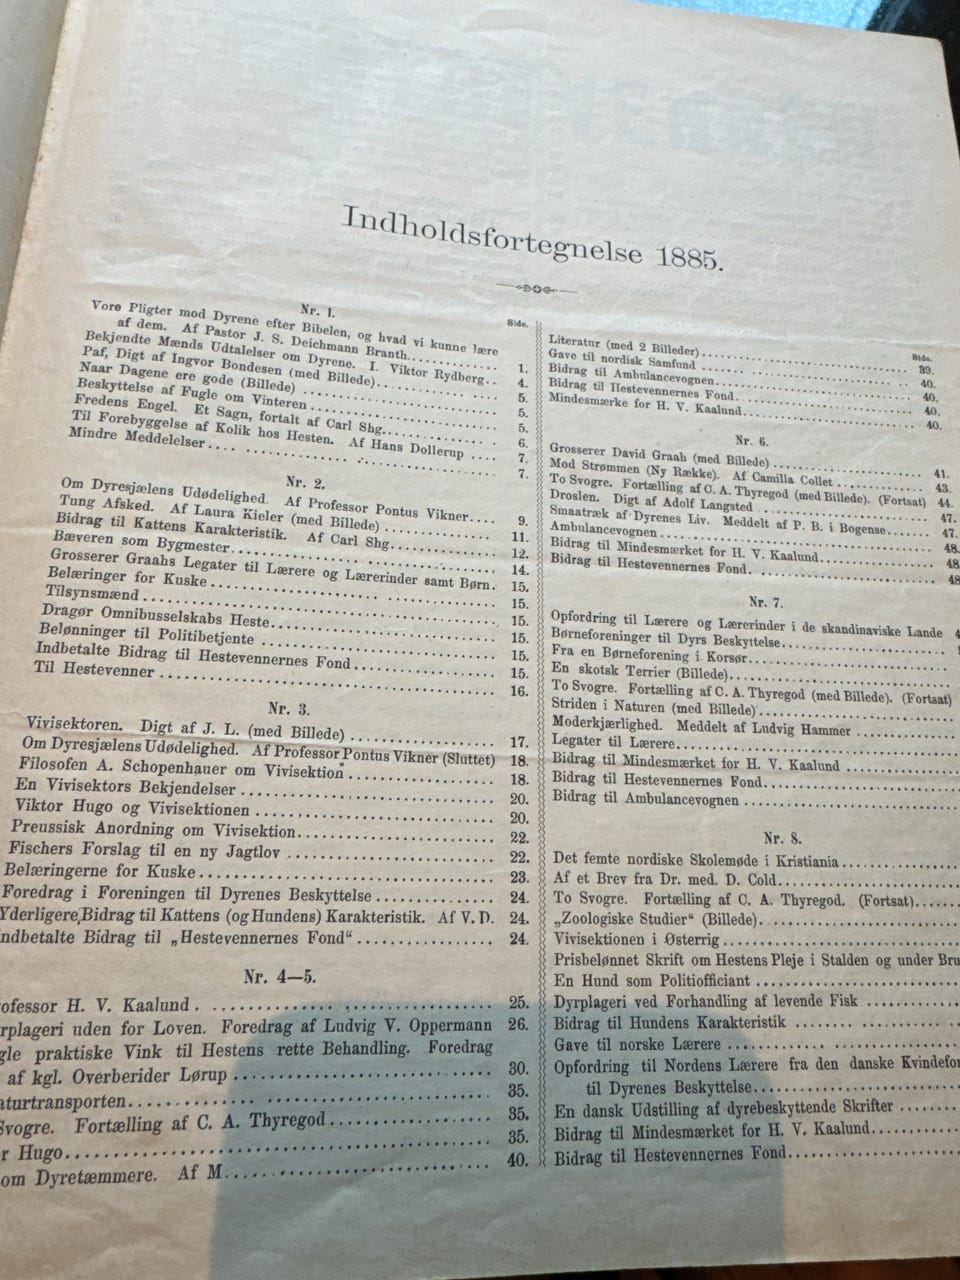 Indholdsfortegnelse 1885.
Nr. 1.
Side.
Vore Pligter mod Dyrene efter Bibelen, og hvad vi kunne lære
af dem. Af Pastor J. S. Deichmann Branth.......... 1.
Bekjendte Mænds Udtalelser om Dyrene. I. Viktor Rydberg.. 4.
Paf, Digt af Ingvor Bondesen (med Billede)................ 5.
Naar Dagene ere gode (Billede) ................ 5.
Beskyttelse af Fugle om Vinteren ................ 5.
Fredens Engel. Et Sagn, fortalt af Carl Shg................ 6.
Til Forebyggelse af Kolik hos Hesten. Af Hans Dollerup .... 7.
Mindre Meddelelser................ 7.
Nr. 2.
Om Dyresjælens Udødelighed. Af Professor Pontus Vikner.... 9.
Tung Afsked. Af Laura Kieler (med Billede) ................ 11.
Bidrag til Kattens Karakteristik. Af Carl Shg................ 12.
Bæveren som Bygmester................ 14.
Grosserer Graahs Legater til Lærere og Lærerinder samt Børn. 15.
Belæringer for Kuske ................ 15.
Tilsynsmænd ................ 15.
Dragør Omnibusselskabs Heste................ 15.
Belønninger til Politibetjente ................ 15.
Indbetalte Bidrag til Hestevennernes Fond ................ 15.
Til Hestevenner ................ 16.
Nr. 3.
Vivisektoren. Digt af J. L. (med Billede) ................ 17.
Om Dyresjælens Udødelighed. Af Professor Pontus Vikner (Sluttet) 18.
Filosofen A. Schopenhauer om Vivisektion ................ 18.
En Vivisektors Bekjendelser ................ 20.
Viktor Hugo og Vivisektionen ................ 20.
Preussisk Anordning om Vivisektion................ 22.
Fischers Forslag til en ny Jagtlov ................ 22.
Belæringerne for Kuske ................ 23.
Foredrag i Foreningen til Dyrenes Beskyttelse ................ 24.
Yderligere Bidrag til Kattens (og Hundens) Karakteristik. Af V. D. 24.
ndbetalte Bidrag til „Hestevennernes Fond“ ................ 24.
Nr. 4—5.
ofessor H. V. Kaalund ................ 25.
rplageri uden for Loven. Foredrag af Ludvig V. Oppermann 26.
gle praktiske Vink til Hestens rette Behandling. Foredrag
af kgl. Overberider Lørup ................ 30.
aturtransporten................ 35.
Svogre. Fortælling af C. A. Thyregod ................ 35.
r Hugo................ 35.
om Dyretæmmere. Af M................ 40.
Side.
Literatur (med 2 Billeder) ................ 39.
Gave til nordisk Samfund ................ 40.
Bidrag til Ambulancevognen................ 40.
Bidrag til Hestevennernes Fond................ 40.
Mindesmærke for H. V. Kaalund................ 40.
Nr. 6.
Grosserer David Graah (med Billede) ................ 41.
Mod Strømmen (Ny Række). Af Camilla Collet ................ 43.
To Svogre. Fortælling af C. A. Thyregod (med Billede). (Fortsat) 44.
Droslen. Digt af Adolf Langsted ................ 47.
Smaatræk af Dyrenes Liv. Meddelt af P. B. i Bogense................ 47.
Ambulancevognen ................ 48.
Bidrag til Mindesmærket for H. V. Kaalund................ 48
Bidrag til Hestevennernes Fond................ 48
Nr. 7.
Opfordring til Lærere og Lærerinder i de skandinaviske Lande 4
Børneforeninger til Dyrs Beskyttelse................
Fra en Børneforening i Korsør................
En skotsk Terrier (Billede)................
To Svogre. Fortælling af C. A. Thyregod (med Billede). (Fortsat)
Striden i Naturen (med Billede)................
Moderkjærlighed. Meddelt af Ludvig Hammer ................
Legater til Lærere................
Bidrag til Mindesmærket for H. V. Kaalund ................
Bidrag til Hestevennernes Fond................
Bidrag til Ambulancevognen ................
Nr. 8.
Det femte nordiske Skolemøde i Kristiania................
Af et Brev fra Dr. med. D. Cold................
To Svogre. Fortælling af C. A. Thyregod. (Fortsat)......
„Zoologiske Studier“ (Billede)................
Vivisektionen i Østerrig................
Prisbelønnet Skrift om Hestens Pleje i Stalden og under Bru
En Hund som Politiofficiant ................
Dyrplageri ved Forhandling af levende Fisk ................
Bidrag til Hundens Karakteristik ................
Gave til norske Lærere ................
Opfordring til Nordens Lærere fra den danske Kvindefor
til Dyrenes Beskyttelse................
En dansk Udstilling af dyrebeskyttende Skrifter ........
Bidrag til Mindesmærket for H. V. Kaalund................
Bidrag til Hestevennernes Fond................